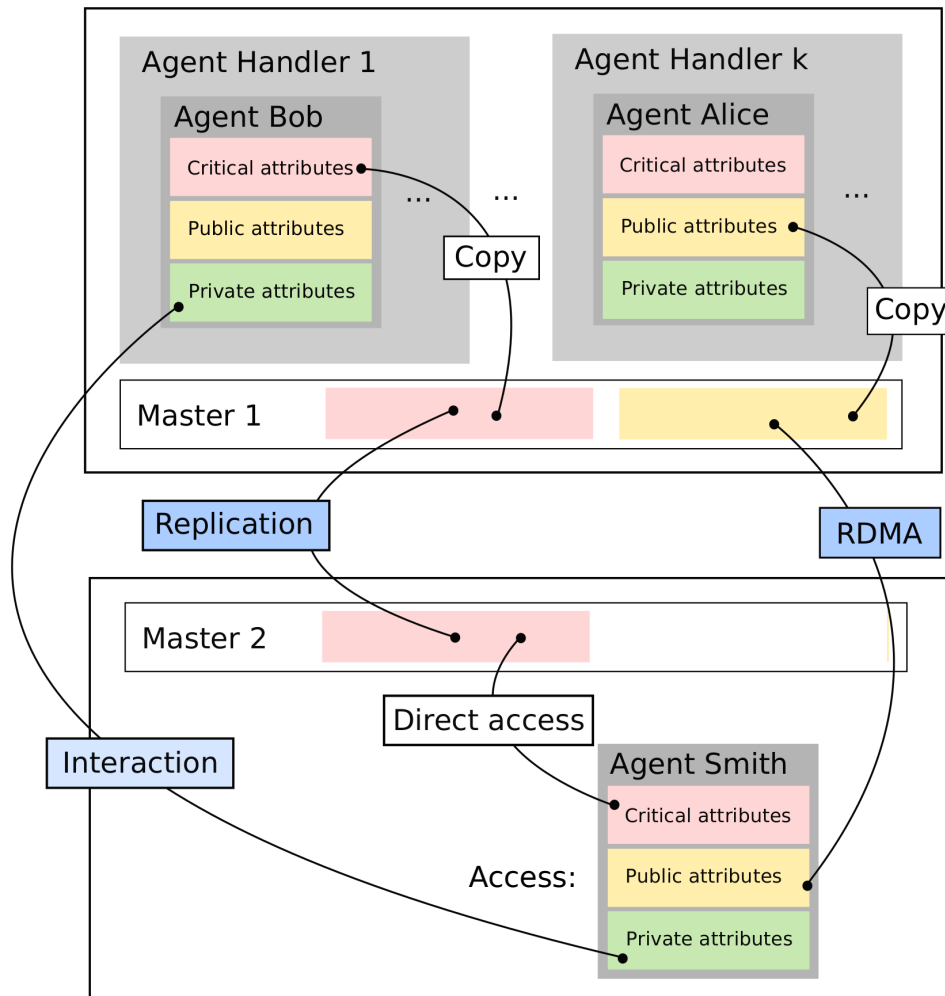 Agent Handler 1
Agent Bob
Critical attributes
Public attributes
Private attributes
...
...
Copy
Agent Handler k
Agent Alice
Critical attributes
Public attributes
Private attributes
...
Copy
Master 1
Replication
RDMA
Master 2
Direct access
Interaction
Agent Smith
Access:
Critical attributes
Public attributes
Private attributes